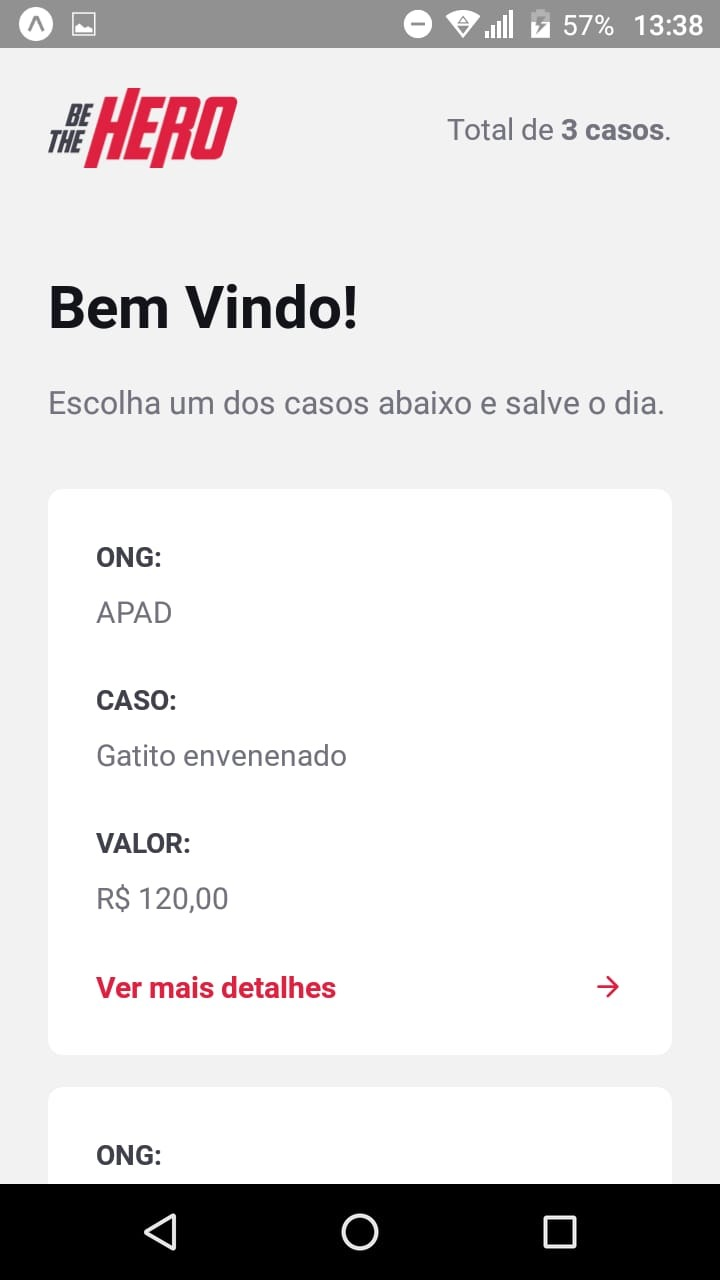 57% 13:38
BE THE HERO
Total de 3 casos.
Bem Vindo!
Escolha um dos casos abaixo e salve o dia.
ONG:
APAD
CASO:
Gatito envenenado
VALOR:
R$ 120,00
Ver mais detalhes
ONG: